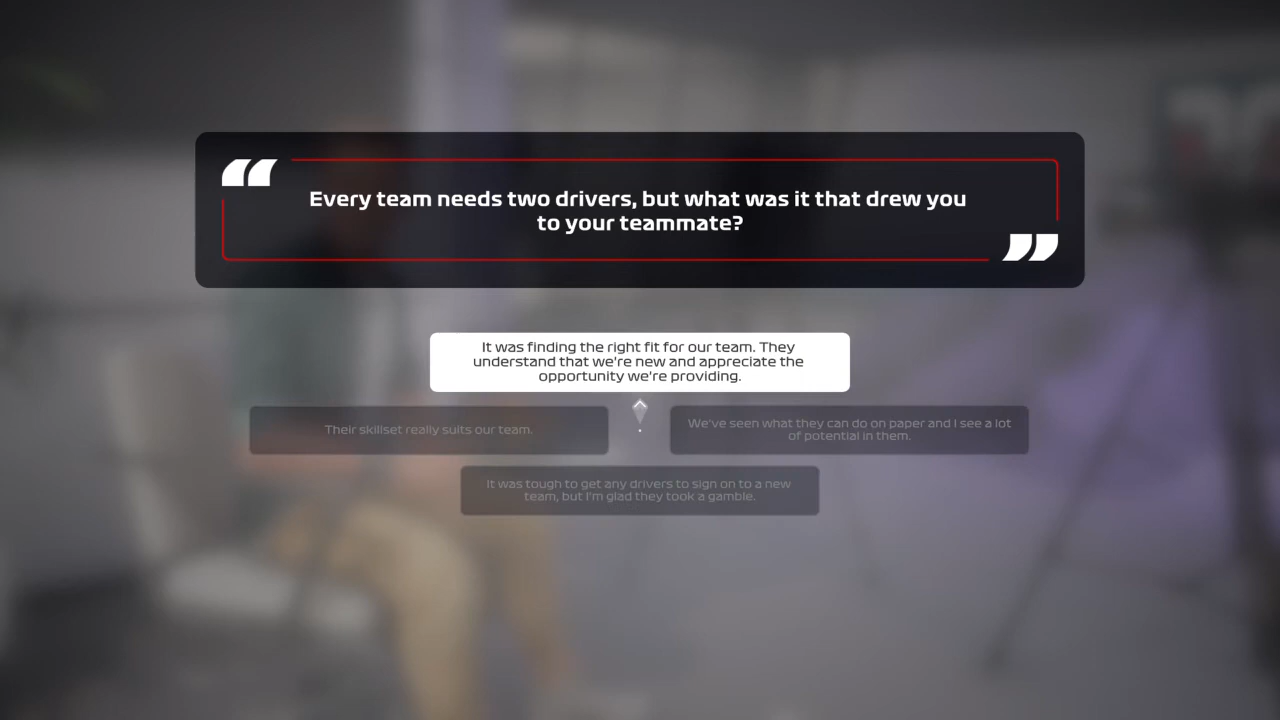 Every team needs two drivers, but what was it that drew you
to your teammate?
It was finding the right fit for our team. They
understand that we're new and appreciate the
opportunity we're providing.
Their skillset really suits our team.
We've seen what they can do on paper and I see a lot
of potential in them.
It was tough to get any drivers to sign on to a new
team, but I'm glad they took a gamble.